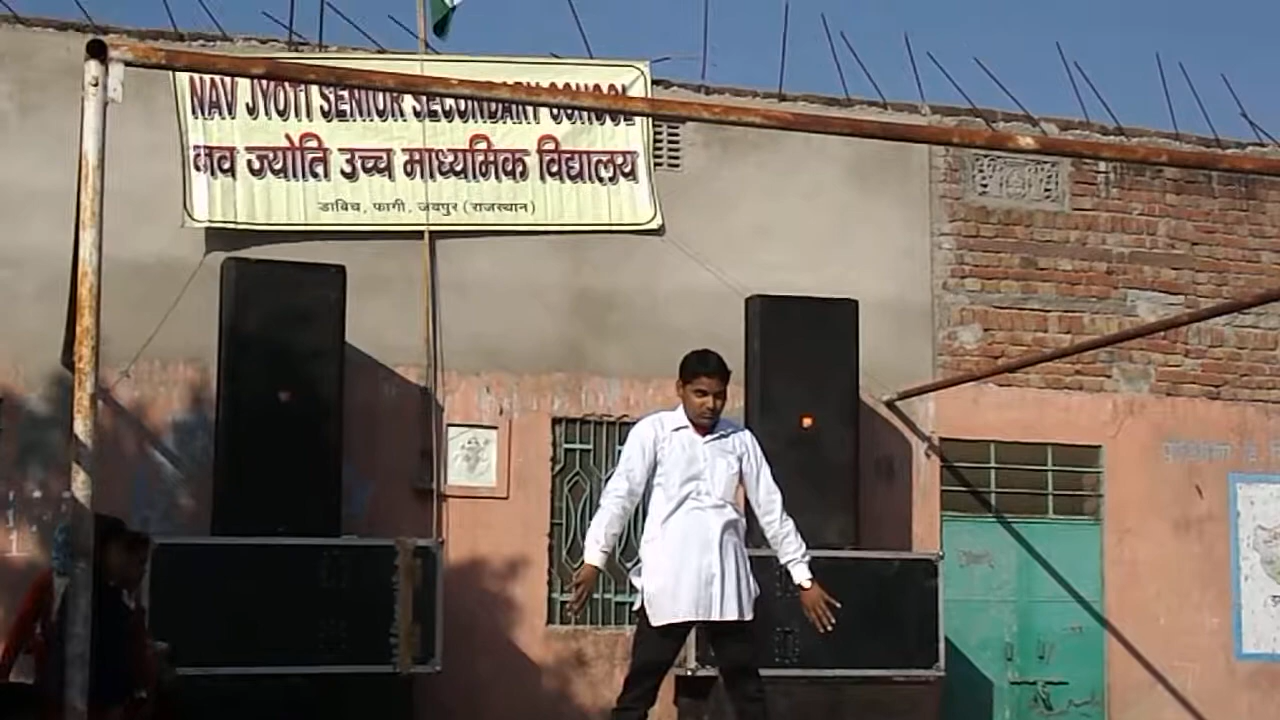 NAV JYOTI SENIOR SECONDARY SCHOOL
नव ज्योति उच्च माध्यमिक विद्यालय
डाबिच, फागी, जयपुर (राजस्थान)